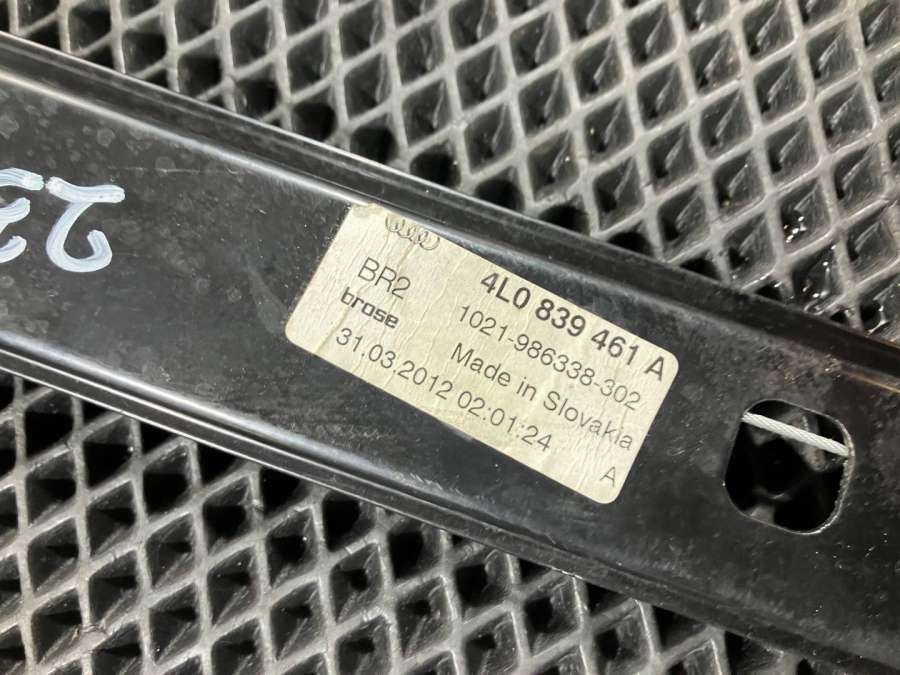 4L0 839 461 A
BR2
1021-986338-302
brose
Made in Slovakia
31.03.2012 02:01:24
A